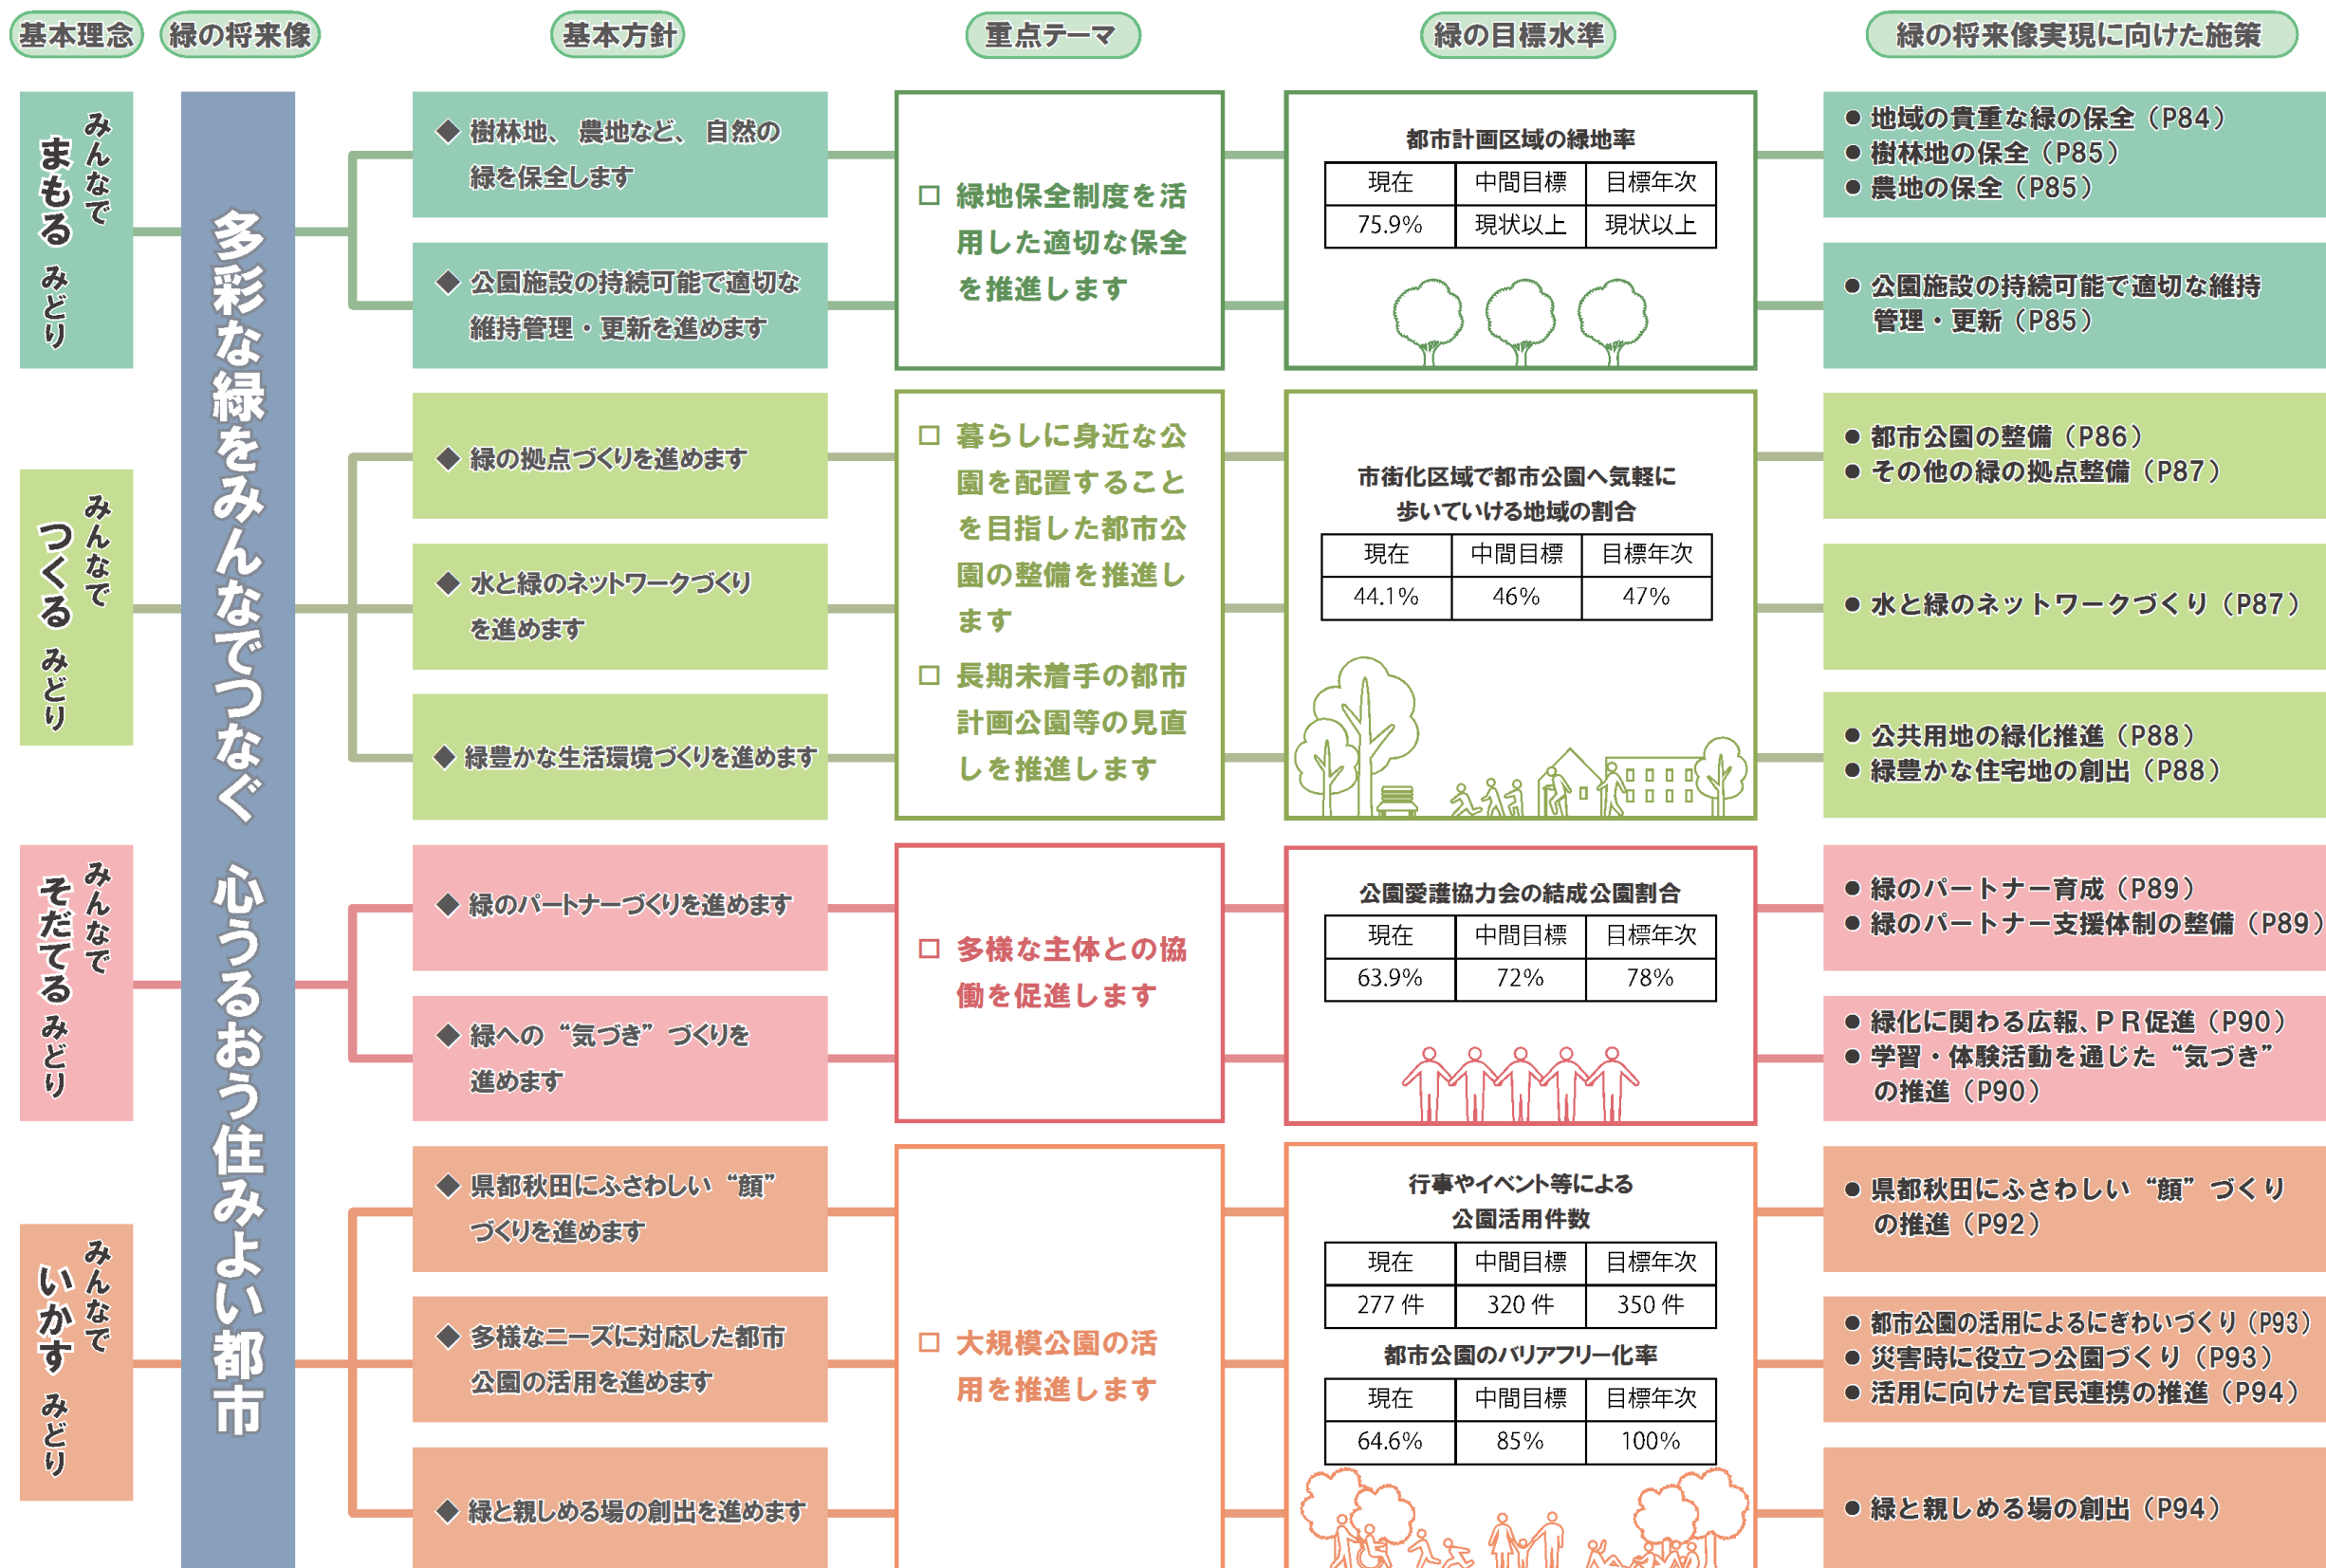 基本理念
緑の将来像
基本方針
重点テーマ
緑の目標水準
緑の将来像実現に向けた施策
みんなで
まもる みどり
みんなで
つくる みどり
みんなで
そだてる みどり
みんなで
いかす みどり
多彩な緑をみんなでつなぐ 心うるおう住みよい都市
◆ 樹林地、農地など、自然の
緑を保全します
◆ 公園施設の持続可能で適切な
維持管理・更新を進めます
□ 緑地保全制度を活
用した適切な保全
を推進します
都市計画区域の緑地率
現在 中間目標 目標年次
75.9% 現状以上 現状以上
● 地域の貴重な緑の保全（P84）
● 樹林地の保全（P85）
● 農地の保全（P85）
● 公園施設の持続可能で適切な維持
管理・更新（P85）
◆ 緑の拠点づくりを進めます
◆ 水と緑のネットワークづくり
を進めます
◆ 緑豊かな生活環境づくりを進めます
□ 暮らしに身近な公
園を配置すること
を目指した都市公
園の整備を推進し
ます
□ 長期未着手の都市
計画公園等の見直
しを推進します
市街化区域で都市公園へ気軽に
歩いていける地域の割合
現在 中間目標 目標年次
44.1% 46% 47%
● 都市公園の整備（P86）
● その他の緑の拠点整備（P87）
● 水と緑のネットワークづくり（P87）
● 公共用地の緑化推進（P88）
● 緑豊かな住宅地の創出（P88）
◆ 緑のパートナーづくりを進めます
◆ 緑への“気づき”づくりを
進めます
□ 多様な主体との協
働を促進します
公園愛護協力会の結成公園割合
現在 中間目標 目標年次
63.9% 72% 78%
● 緑のパートナー育成（P89）
● 緑のパートナー支援体制の整備（P89）
● 緑化に関わる広報、ＰＲ促進（P90）
● 学習・体験活動を通じた“気づき”
の推進（P90）
◆ 県都秋田にふさわしい“顔”
づくりを進めます
◆ 多様なニーズに対応した都市
公園の活用を進めます
◆ 緑と親しめる場の創出を進めます
□ 大規模公園の活
用を推進します
行事やイベント等による
公園活用件数
現在 中間目標 目標年次
277 件 320 件 350 件
都市公園のバリアフリー化率
現在 中間目標 目標年次
64.6% 85% 100%
● 県都秋田にふさわしい“顔”づくり
の推進（P92）
● 都市公園の活用によるにぎわいづくり（P93）
● 災害時に役立つ公園づくり（P93）
● 活用に向けた官民連携の推進（P94）
● 緑と親しめる場の創出（P94）